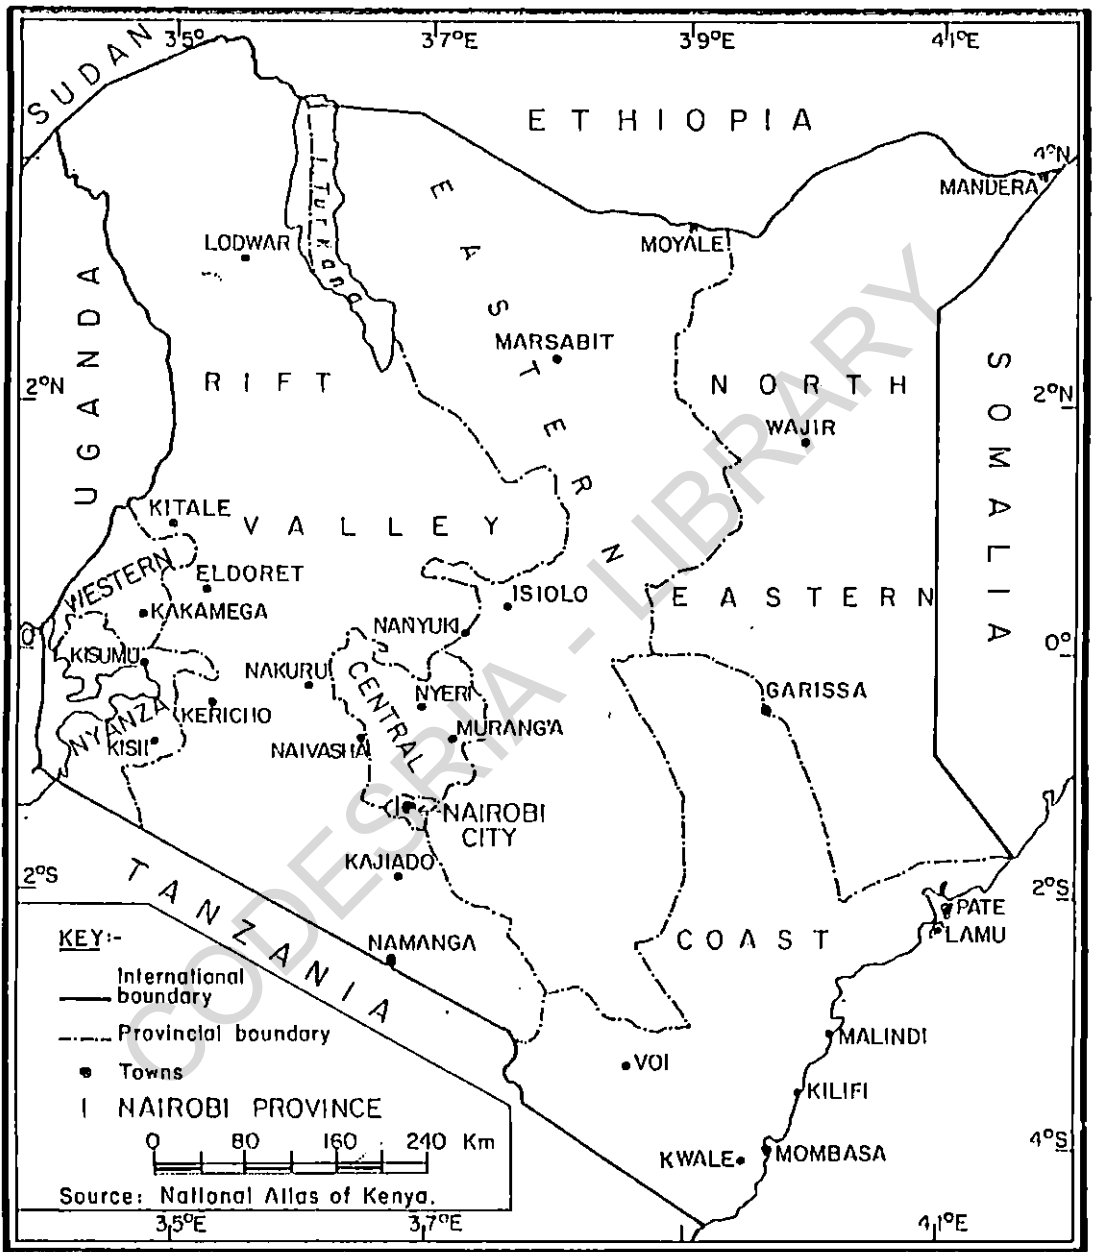 35°
37°E
39°E
41°E
SUDAN
ETHIOPIA
4°N
MANDERA
L Turkana
EASTERN
LODWAR
MOYALE
UGANDA
MARSABIT
SOMALIA
2°N
RIFT
NORTH
2°N
WAJIR
KITALE
VALLEY
WESTERN
ELDORET
ISIOLO
EASTERN
KAKAMEGA
NANYUKI
0°
KISUMU
0°
NAKURU
CENTRAL
NYERI
GARISSA
NYANZA
KERICHO
KISII
NAIVASHA
MURANG'A
I
NAIROBI
CITY
KAJIADO
2°S
TANZANIA
2°S
PATE
LAMU
KEY:-
NAMANGA
COAST
International
boundary
Provincial boundary
MALINDI
Towns
VOI
I NAIROBI PROVINCE
KILIFI
0 80 160 240 Km
4°S
KWALE
MOMBASA
Source: National Atlas of Kenya.
35°E
37°E
41°E
CODESRIA - LIBRARY